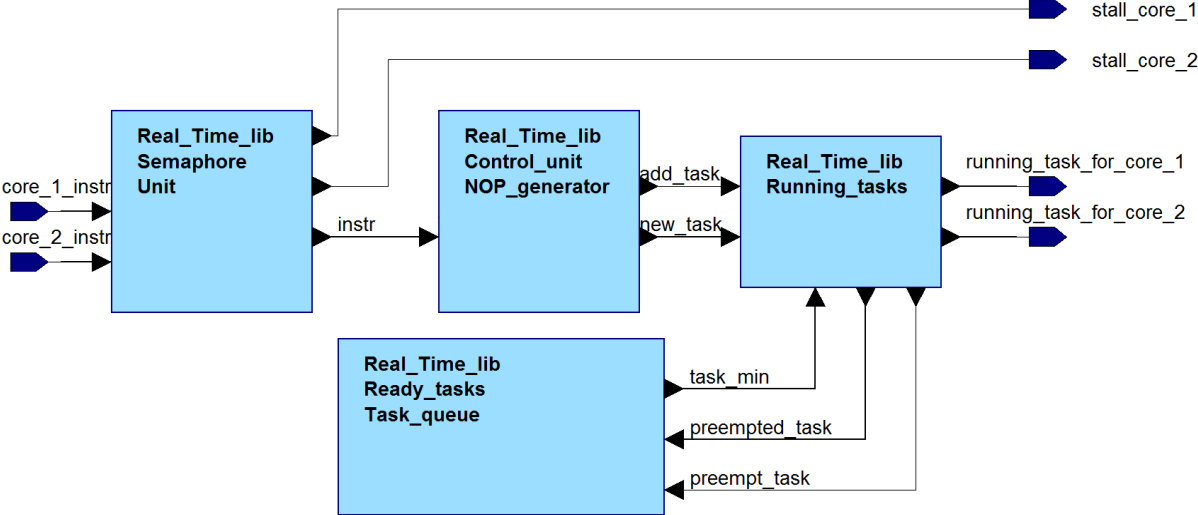 stall_core_1
stall_core_2
Real_Time_lib
Semaphore
Unit
Real_Time_lib
Control_unit
NOP_generator
Real_Time_lib
Running_tasks
core_1_instr
core_2_instr
instr
add_task
new_task
running_task_for_core_1
running_task_for_core_2
Real_Time_lib
Ready_tasks
Task_queue
task_min
preempted_task
preempt_task